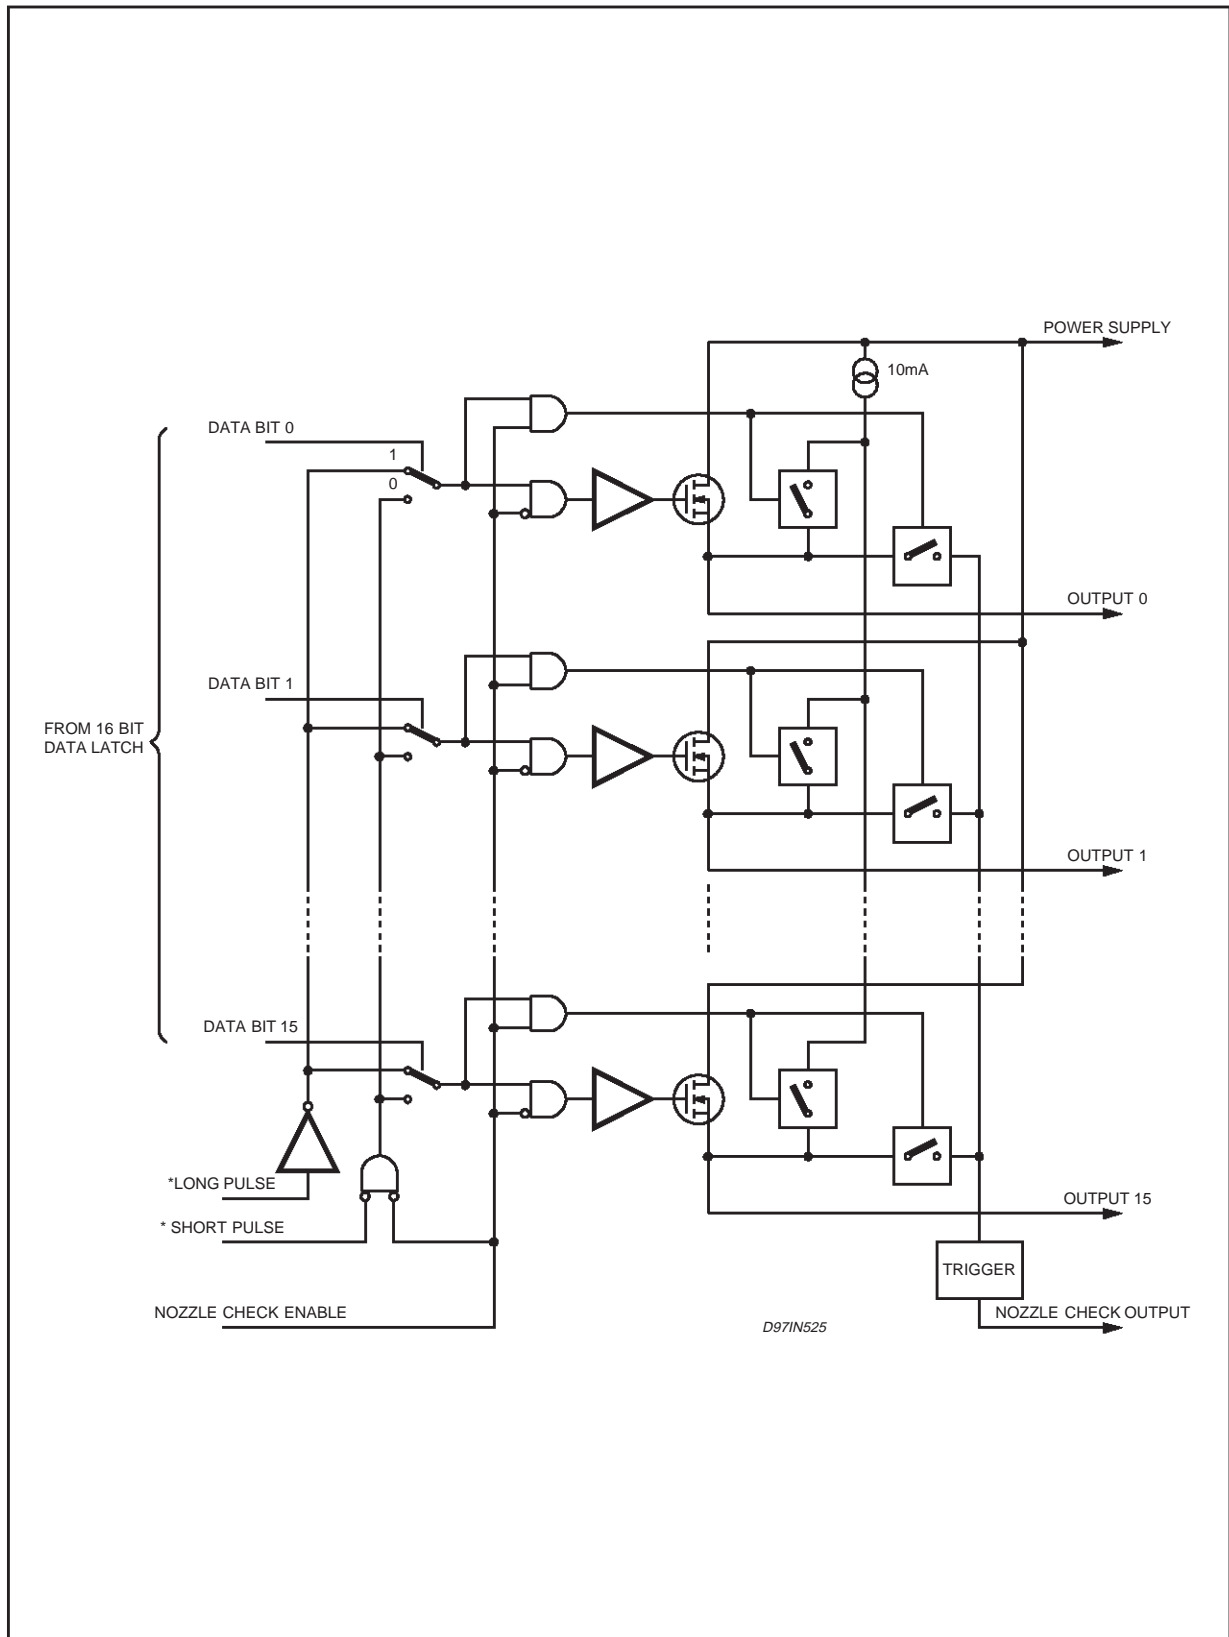 POWER SUPPLY
10mA
DATA BIT 0
1
0
OUTPUT 0
DATA BIT 1
FROM 16 BIT
DATA LATCH
OUTPUT 1
DATA BIT 15
*LONG PULSE
OUTPUT 15
* SHORT PULSE
TRIGGER
NOZZLE CHECK ENABLE
NOZZLE CHECK OUTPUT
D97IN525